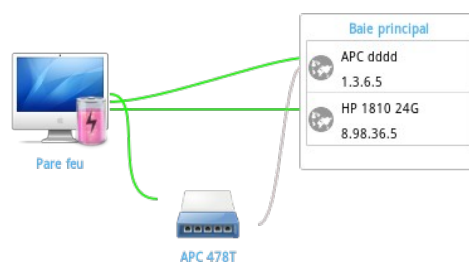 Baie principal
APC dddd
1.3.6.5
HP 1810 24G
8.98.36.5
Pare feu
APC 478T